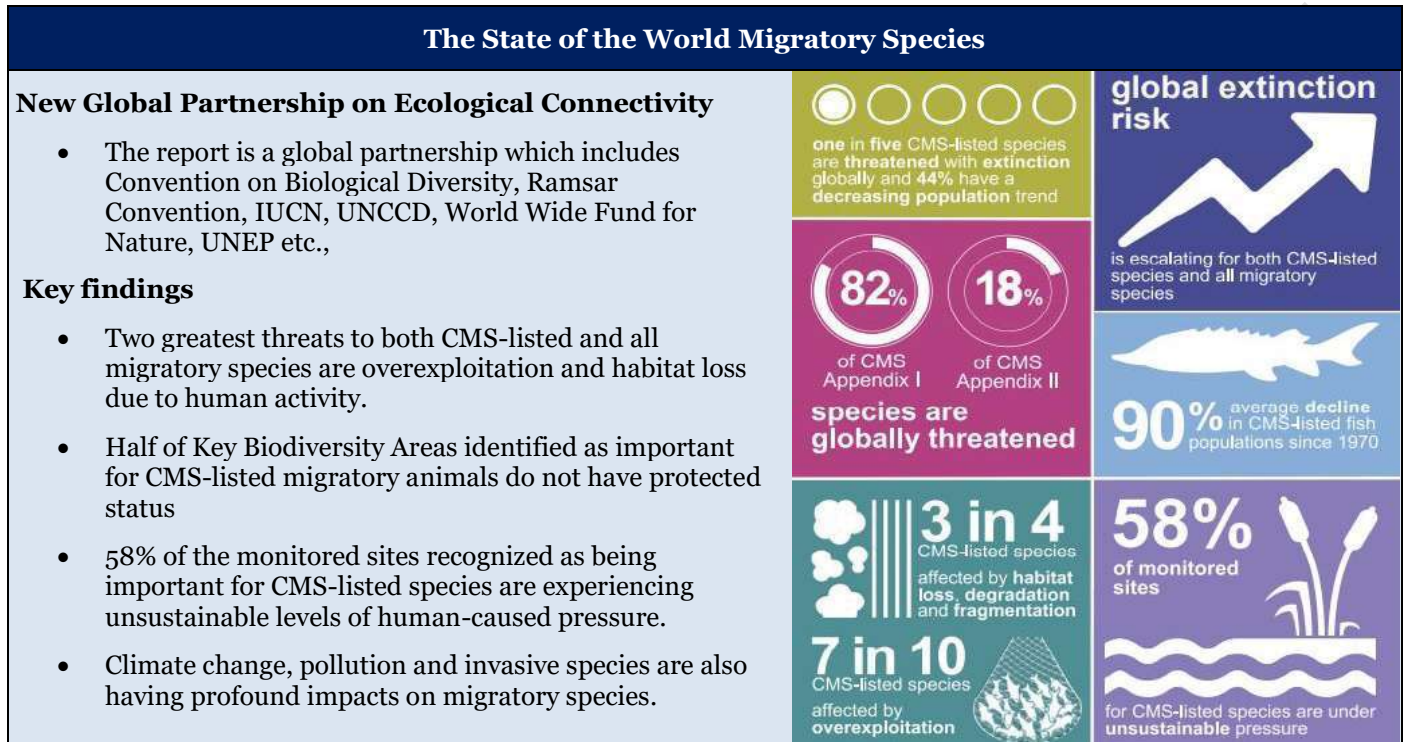 The State of the World Migratory Species
New Global Partnership on Ecological Connectivity
• The report is a global partnership which includes
Convention on Biological Diversity, Ramsar
Convention, IUCN, UNCCD, World Wide Fund for
Nature, UNEP etc.,
Key findings
• Two greatest threats to both CMS-listed and all
migratory species are overexploitation and habitat loss
due to human activity.
• Half of Key Biodiversity Areas identified as important
for CMS-listed migratory animals do not have protected
status
• 58% of the monitored sites recognized as being
important for CMS-listed species are experiencing
unsustainable levels of human-caused pressure.
• Climate change, pollution and invasive species are also
having profound impacts on migratory species.
one in five CMS-listed species
are threatened with extinction
globally and 44% have a
decreasing population trend
global extinction
risk
is escalating for both CMS-listed
species and all migratory
species
82%
of CMS
Appendix I
18%
of CMS
Appendix II
species are
globally threatened
90% average decline
in CMS-listed fish
populations since 1970
3 in 4
CMS-listed species
affected by habitat
loss, degradation
and fragmentation
7 in 10
CMS-listed species
affected by
overexploitation
58%
of monitored
sites
for CMS-listed species are under
unsustainable pressure